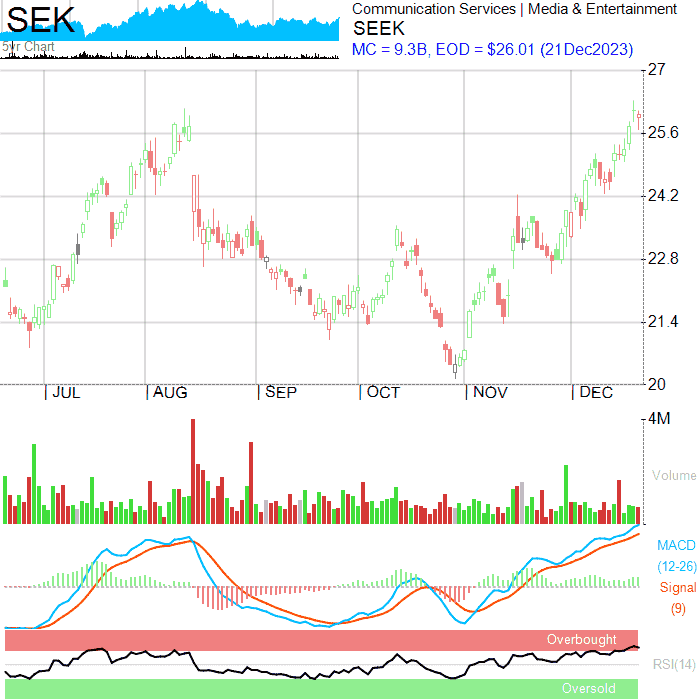 SEK
5yr Chart
Communication Services | Media & Entertainment
SEEK
MC = 9.3B, EOD = $26.01 (21Dec2023)
27
25.6
24.2
22.8
21.4
20
JUL AUG SEP OCT NOV DEC
4M
Volume
MACD
(12-26)
Signal
(9)
Overbought
RSI(14)
Oversold